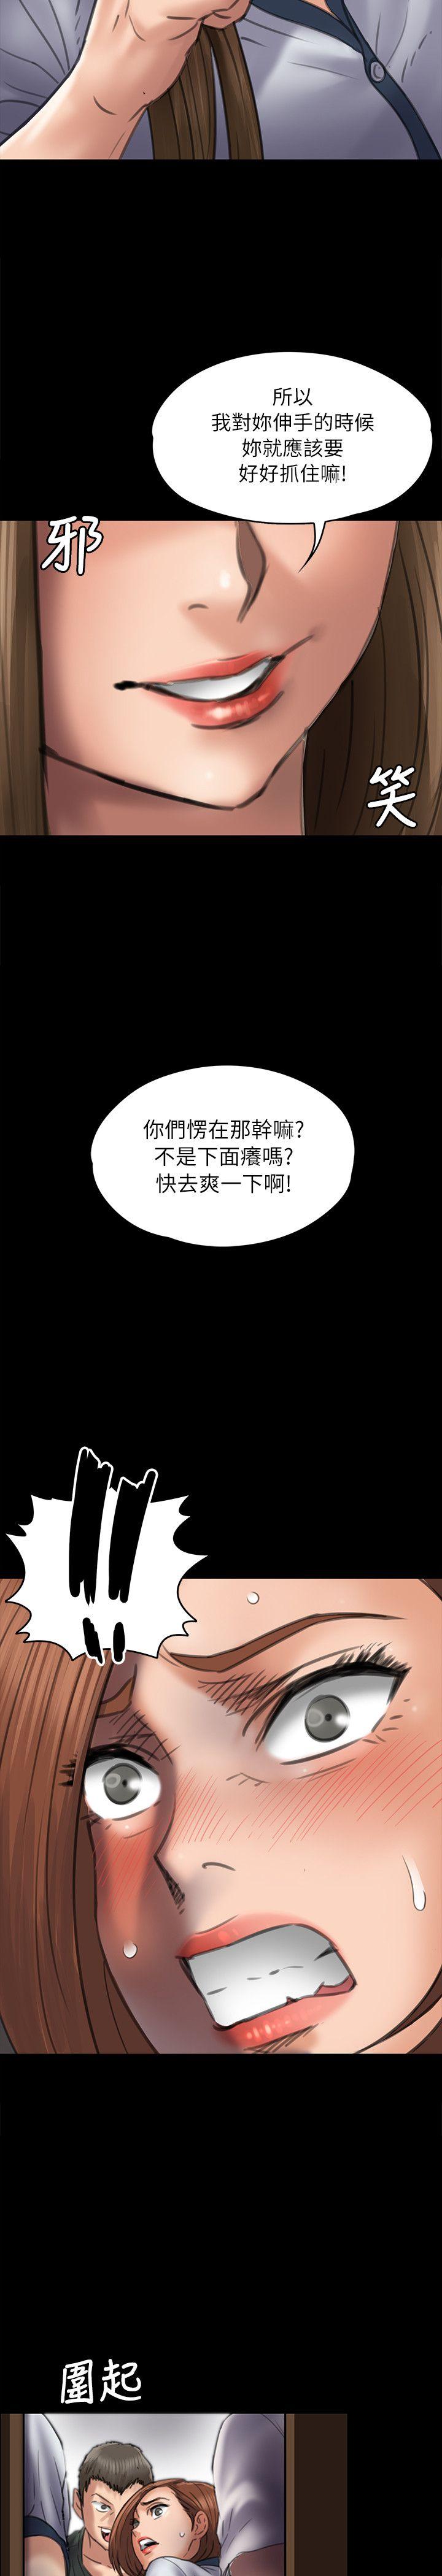 所以
我對妳伸手的時候
妳就應該要
好好抓住嘛!
邪
笑
你們愣在那幹嘛?
不是下面癢嗎?
快去爽一下啊!
!!
圍起